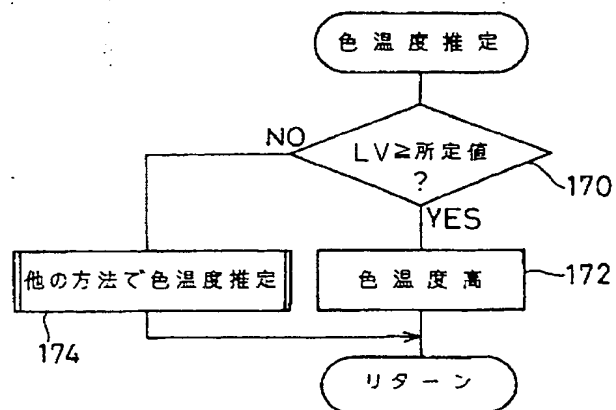 色温度推定
NO
LV≧所定値
?
170
YES
他の方法で色温度推定
色温度高
172
174
リターン